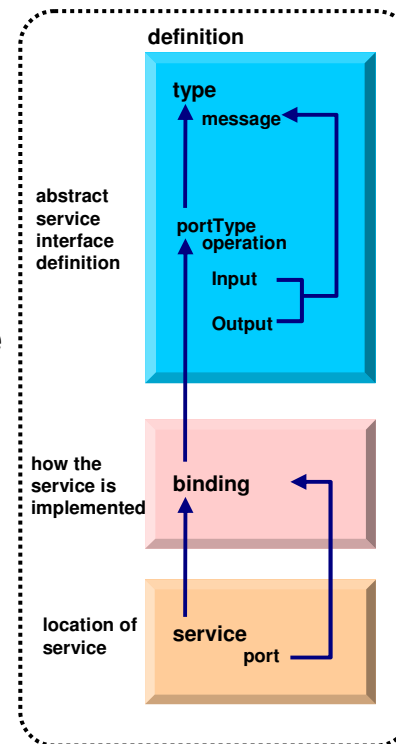 definition
type
message
abstract
service
interface
definition
portType
operation
Input
Output
how the
service is
implemented
binding
location of
service
service
port